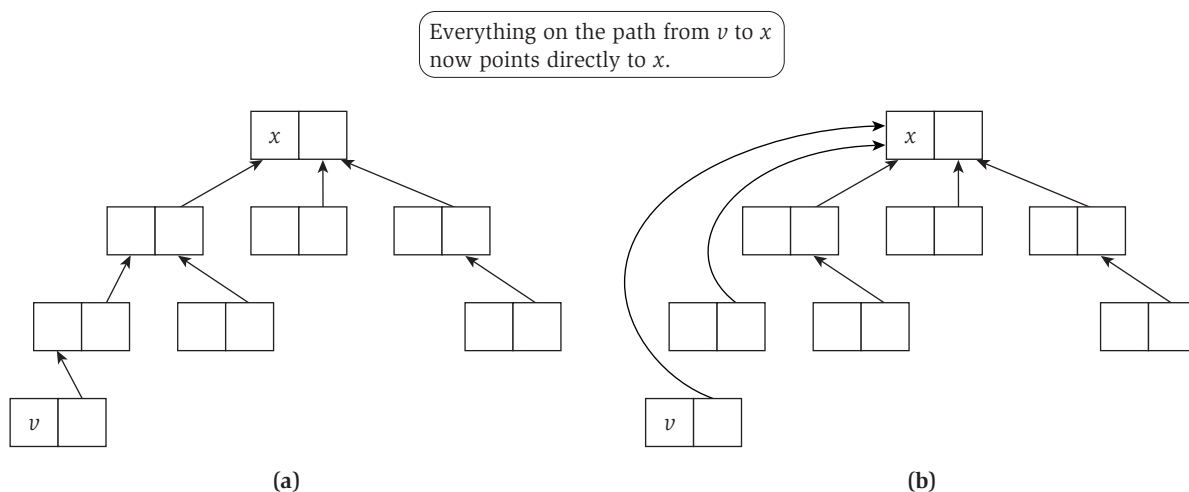 Everything on the path from v to x
now points directly to x.
x
x
v
v
(a)
(b)